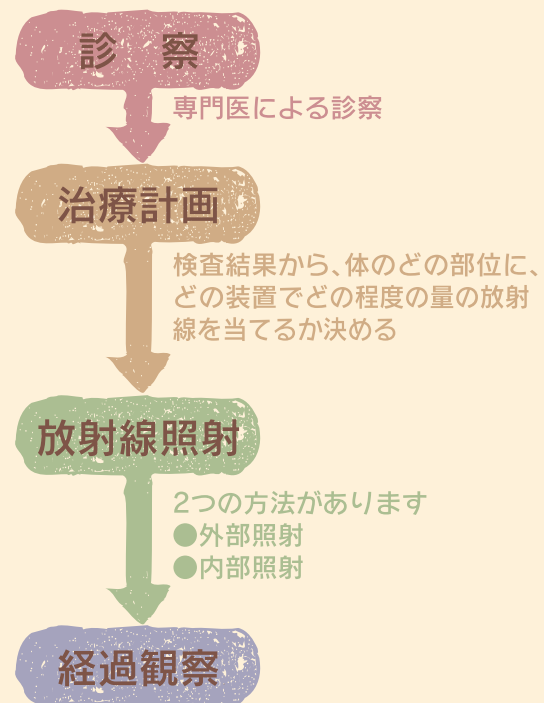 診　察
専門医による診察
治療計画
検査結果から、体のどの部位に、
どの装置でどの程度の量の放射
線を当てるか決める
放射線照射
2つの方法があります
●外部照射
●内部照射
経過観察